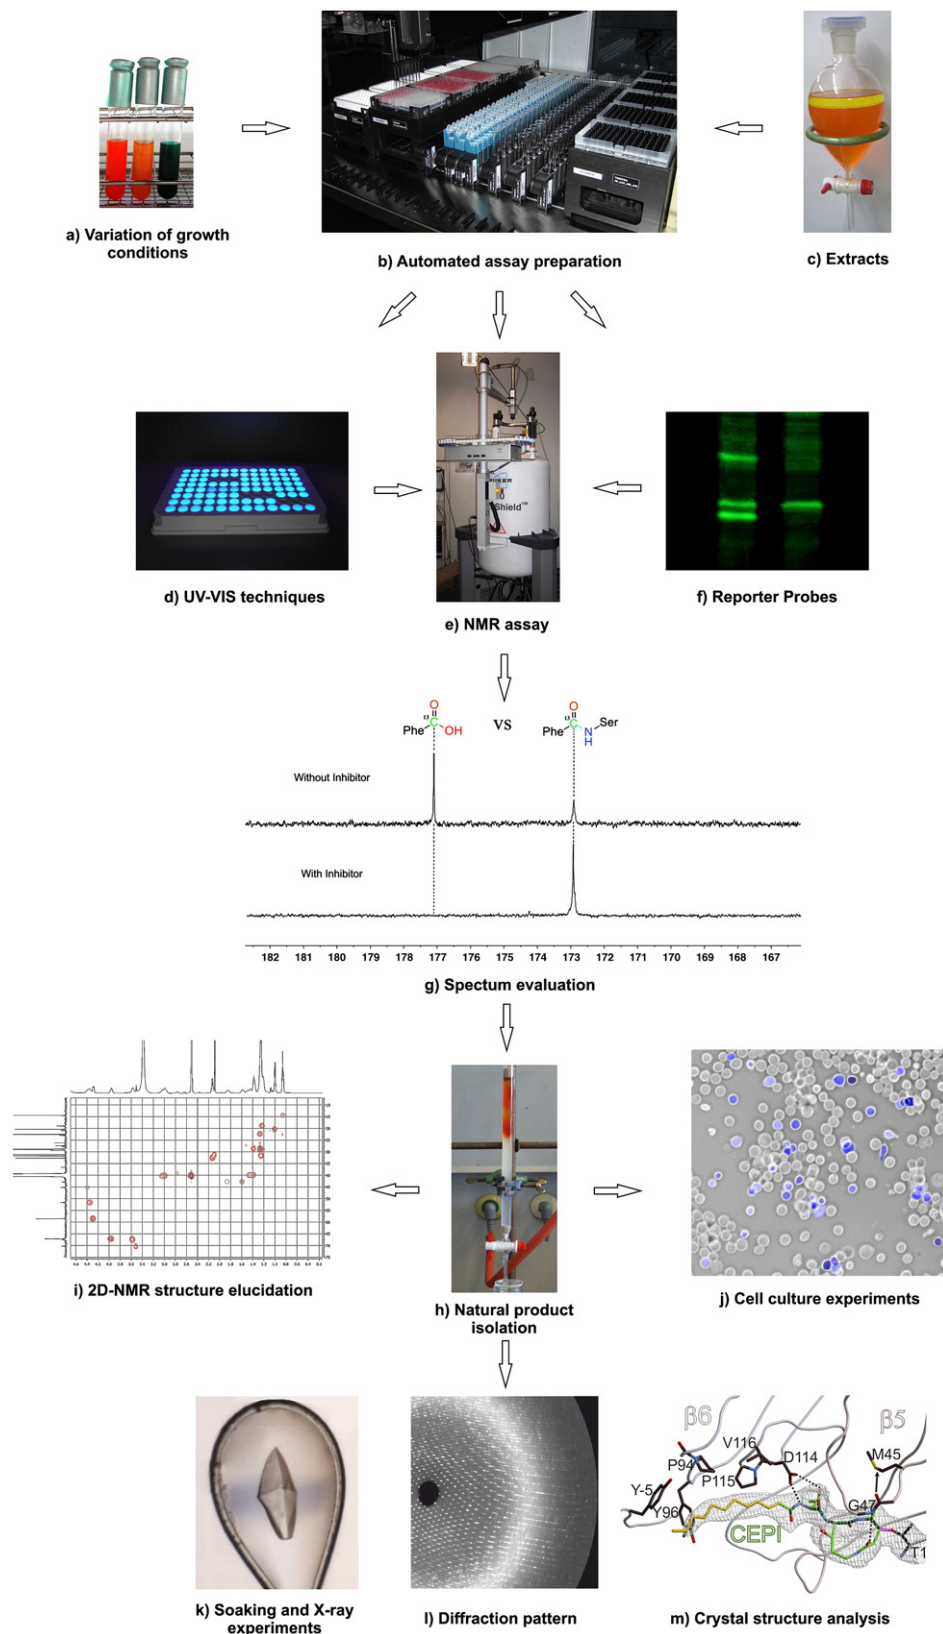 a) Variation of growth
conditions
b) Automated assay preparation
c) Extracts
Shield™
d) UV-VIS techniques
e) NMR assay
f) Reporter Probes
O
13
C
Phe
OH
VS
O
13
C
Phe
N
H
Ser
Without Inhibitor
With Inhibitor
182 181 180 179 178 177 176 175 174 173 172 171 170 169 168 167
g) Spectum evaluation
i) 2D-NMR structure elucidation
h) Natural product
isolation
j) Cell culture experiments
β6
β5
V116
D114
M45
P94
P115
Y-5
Y96
G47
CEPI
T1
k) Soaking and X-ray
experiments
l) Diffraction pattern
m) Crystal structure analysis